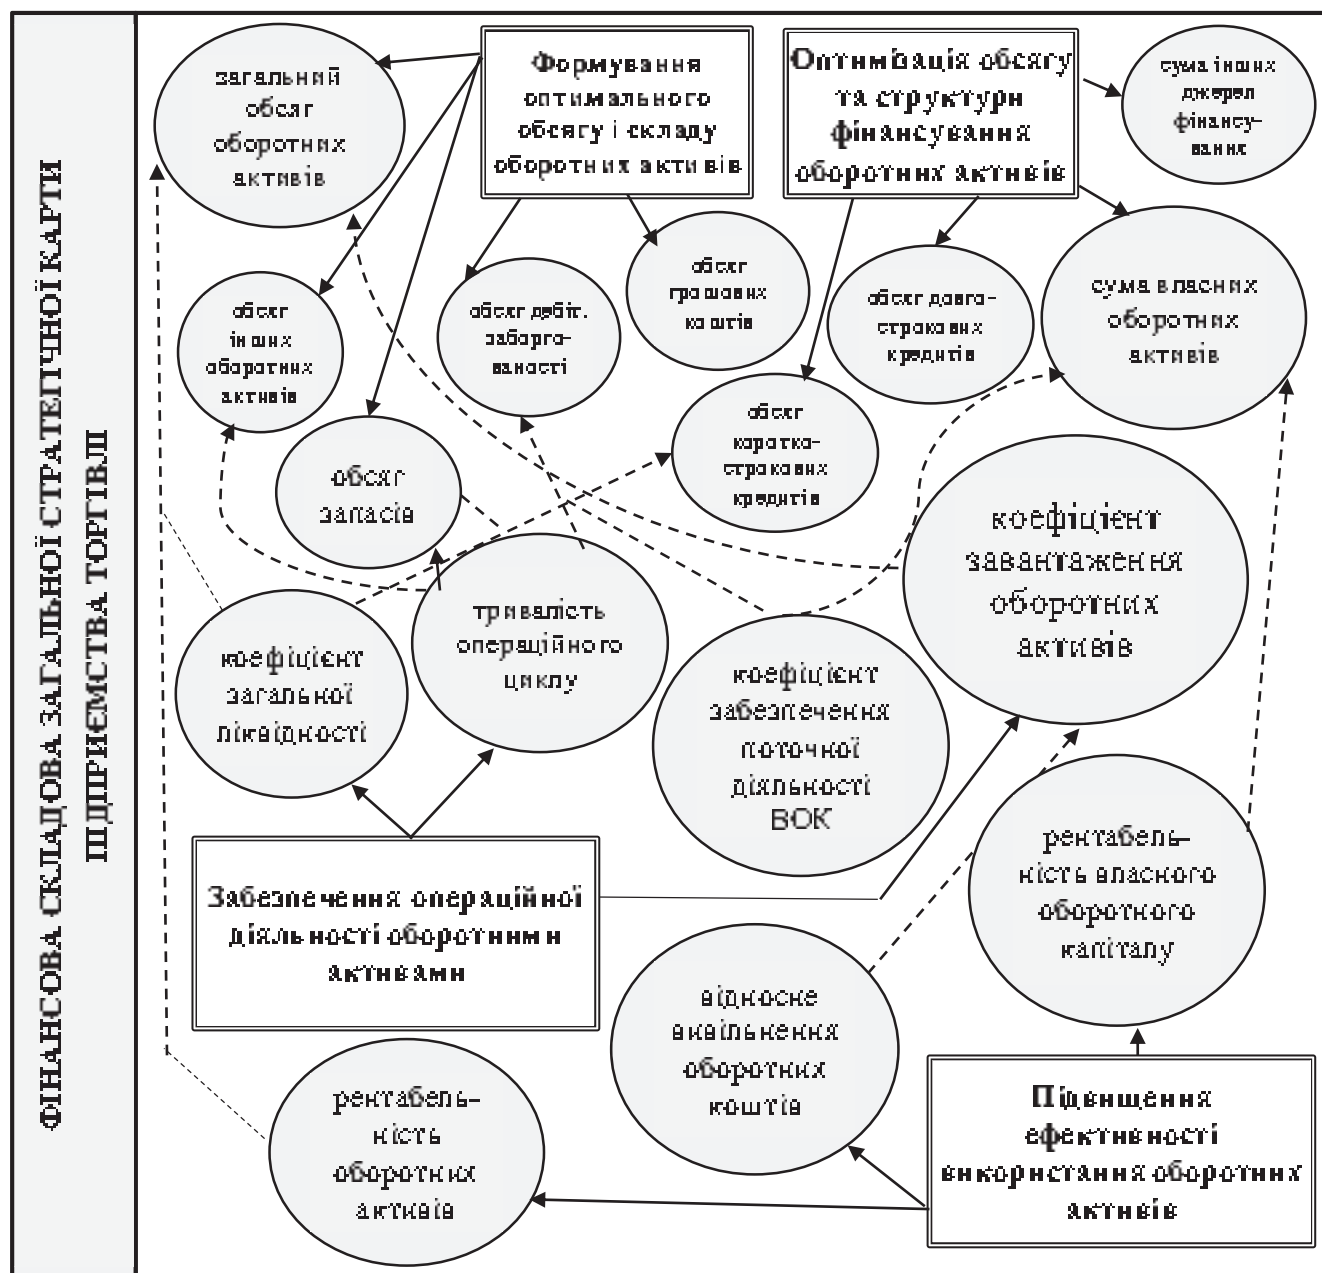 ФІНАНСОВА СКЛАДОВА ЗАГАЛЬНОЇ СТРАТЕГІЧНОЇ КАРТИ
ПІДПРИЄМСТВА ТОРГІВЛІ
загальний
обсяг
оборотних
активів
Формування
оптимального
обсягу і складу
оборотних активів
Оптимізація обсягу
та структури
фінансування
оборотних активів
сума інших
джерел
фінансу-
вання
обсяг
інших
оборотних
активів
обсяг дебіт.
заборго-
ваності
обсяг
грошових
коштів
обсяг довго-
строкових
кредитів
сума власних
оборотних
активів
обсяг
запасів
обсяг
коротко-
строкових
кредитів
коефіцієнт
завантаження
оборотних
активів
коефіцієнт
загальної
ліквідності
тривалість
операційного
циклу
коефіцієнт
забезпечення
поточної
діяльності
ВОК
рентабель-
ність власного
оборотного
капіталу
Забезпечення операційної
діяльності оборотними
активами
відносне
вивільнення
оборотних
коштів
рентабель-
ність
оборотних
активів
Підвищення
ефективності
використання оборотних
активів